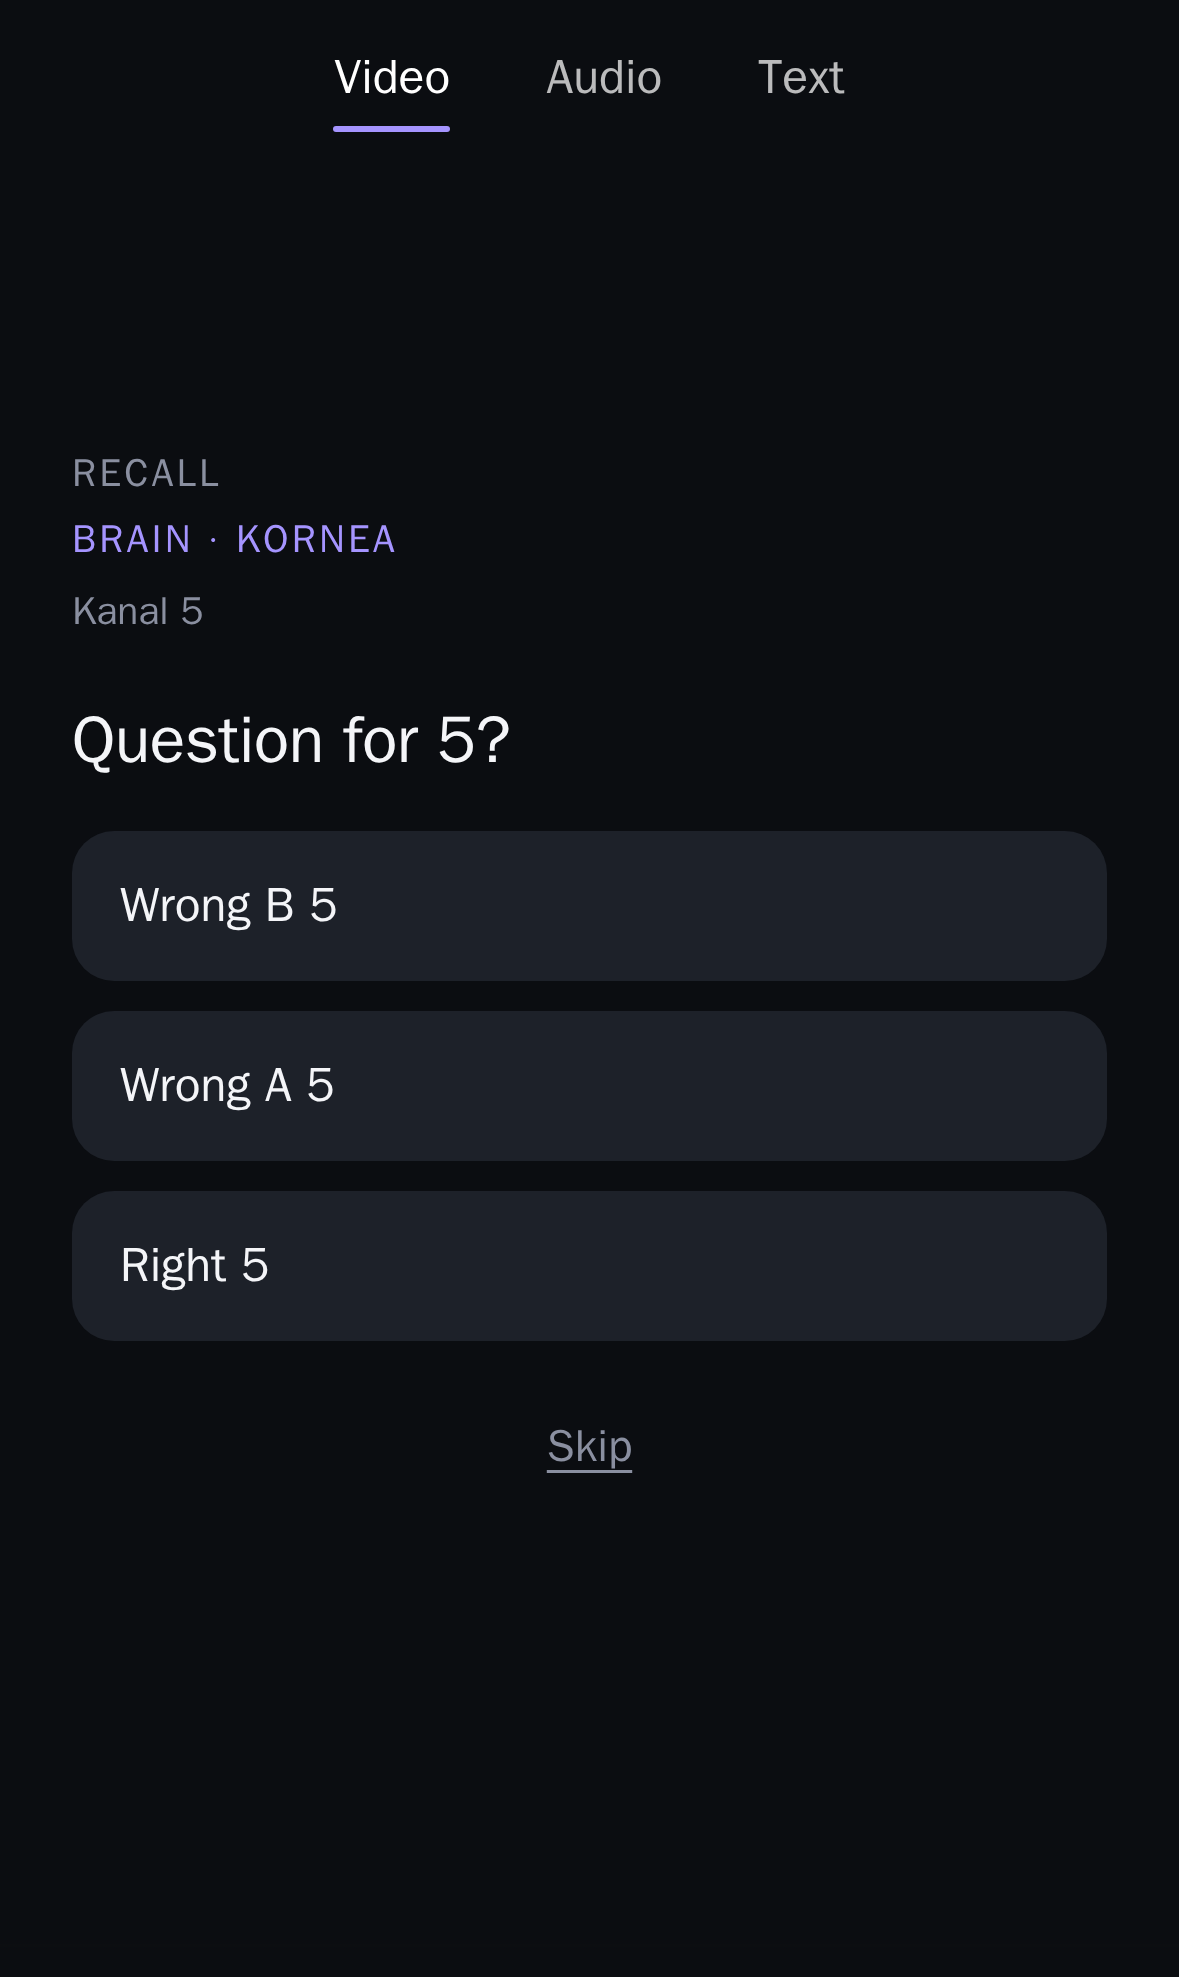 Video Audio Text
RECALL
BRAIN · KORNEA
Kanal 5
Question for 5?
Wrong B 5
Wrong A 5
Right 5
Skip